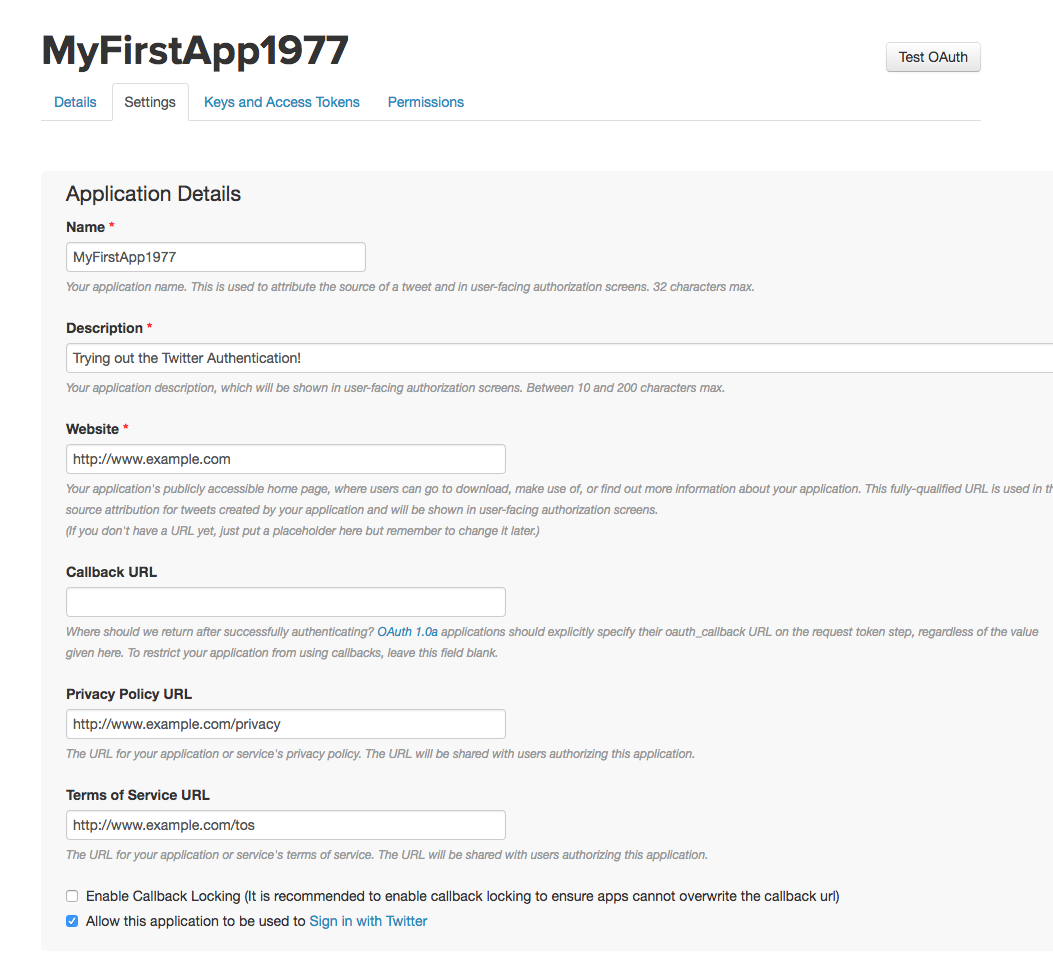 MyFirstApp1977
Test OAuth
Details Settings Keys and Access Tokens Permissions
Application Details
Name *
MyFirstApp1977
Your application name. This is used to attribute the source of a tweet and in user-facing authorization screens. 32 characters max.
Description *
Trying out the Twitter Authentication!
Your application description, which will be shown in user-facing authorization screens. Between 10 and 200 characters max.
Website *
http://www.example.com
Your application's publicly accessible home page, where users can go to download, make use of, or find out more information about your application. This fully-qualified URL is used in
source attribution for tweets created by your application and will be shown in user-facing authorization screens.
(If you don't have a URL yet, just put a placeholder here but remember to change it later.)
Callback URL
Where should we return after successfully authenticating? OAuth 1.0a applications should explicitly specify their oauth_callback URL on the request token step, regardless of the value
given here. To restrict your application from using callbacks, leave this field blank.
Privacy Policy URL
http://www.example.com/privacy
The URL for your application or service's privacy policy. The URL will be shared with users authorizing this application.
Terms of Service URL
http://www.example.com/tos
The URL for your application or service's terms of service. The URL will be shared with users authorizing this application.
Enable Callback Locking (It is recommended to enable callback locking to ensure apps cannot overwrite the callback url)
Allow this application to be used to Sign in with Twitter